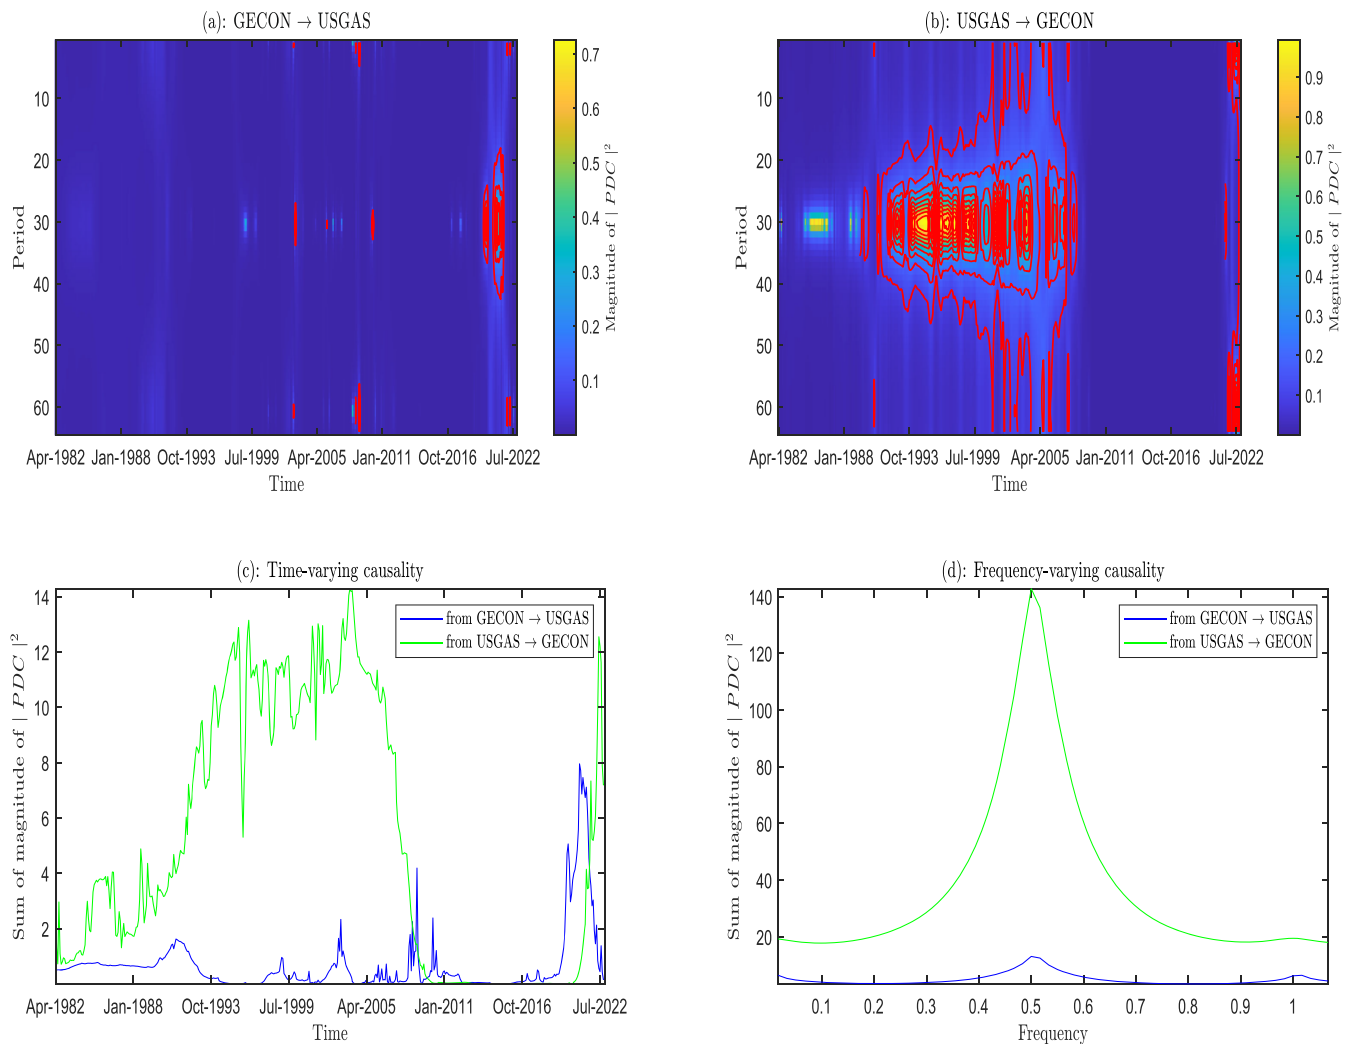 (a): GECON → USGAS
10
20
30
40
50
60
Period
Apr-1982 Jan-1988 Oct-1993 Jul-1999 Apr-2005 Jan-2011 Oct-2016 Jul-2022
Time
0.7
0.6
0.5
0.4
0.3
0.2
0.1
Magnitude of | PDC |²
(b): USGAS → GECON
10
20
30
40
50
60
Period
Apr-1982 Jan-1988 Oct-1993 Jul-1999 Apr-2005 Jan-2011 Oct-2016 Jul-2022
Time
0.9
0.8
0.7
0.6
0.5
0.4
0.3
0.2
0.1
Magnitude of | PDC |²
(c): Time-varying causality
14
12
10
8
6
4
2
Sum of magnitude of | PDC |²
from GECON → USGAS
from USGAS → GECON
Apr-1982 Jan-1988 Oct-1993 Jul-1999 Apr-2005 Jan-2011 Oct-2016 Jul-2022
Time
(d): Frequency-varying causality
140
120
100
80
60
40
20
Sum of magnitude of | PDC |²
from GECON → USGAS
from USGAS → GECON
0.1 0.2 0.3 0.4 0.5 0.6 0.7 0.8 0.9 1
Frequency